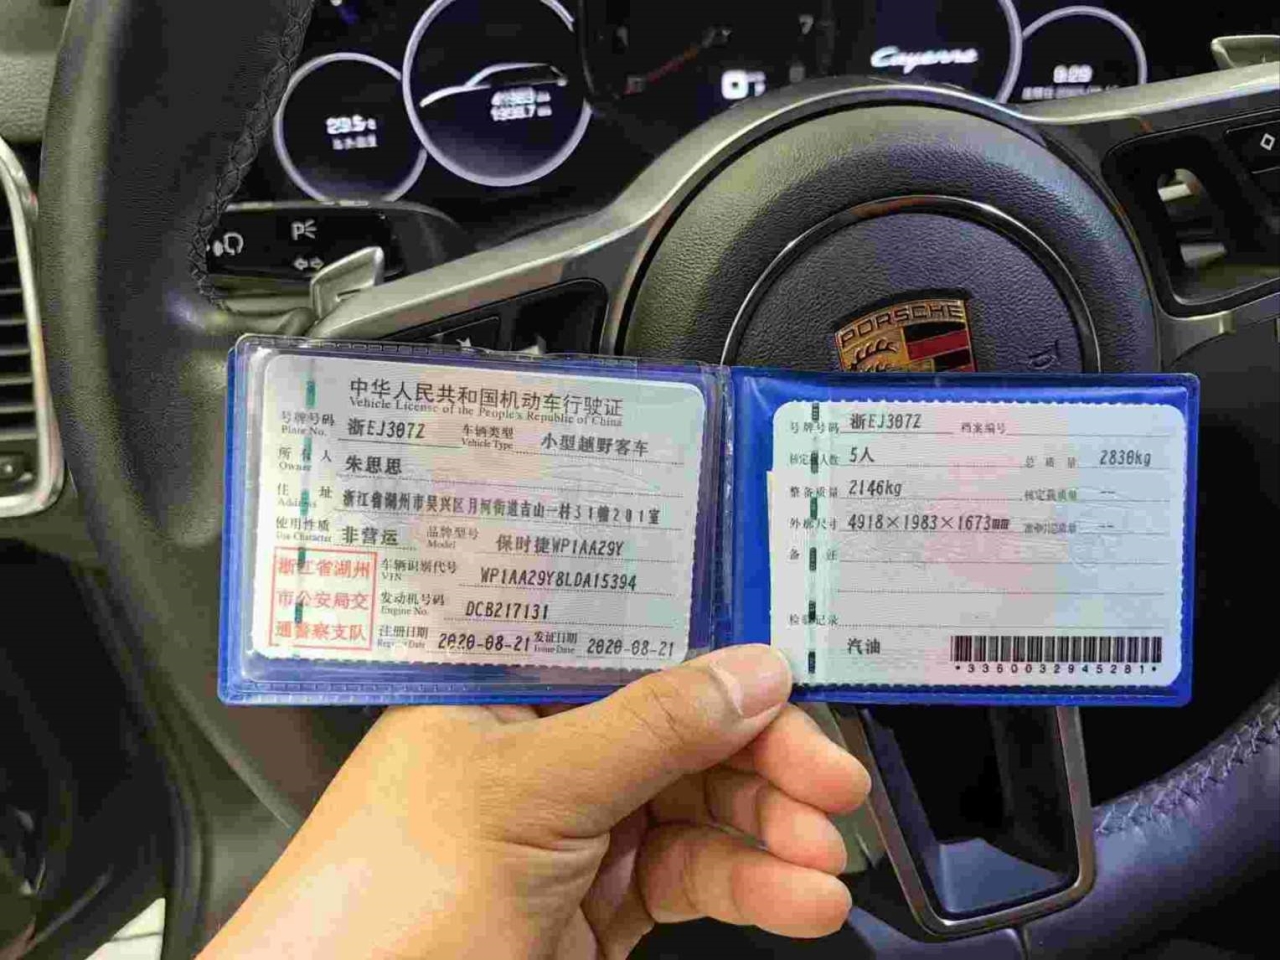 Cayenne
29.5
PORSCHE
中华人民共和国机动车行驶证
Vehicle License of the People's Republic of China
号牌号码 浙EJ307Z 车辆类型 小型越野客车
Plate No. Vehicle Type
所有人 朱思思
Owner
住址 浙江省湖州市吴兴区月河街道吉山一村31幢201室
Address
使用性质 非营运 品牌型号 保时捷WP1AA29Y
Use Character Model
浙江省湖州
市公安局交
通警察支队
车辆识别代号 WP1AA29Y8LDA15394
VIN
发动机号码 DCB217131
Engine No.
注册日期 2020-08-21 发证日期 2020-08-21
Register Date Issue Date
号牌号码 浙EJ307Z 档案编号
核定载人数 5人 总质量 2830kg
整备质量 2146kg 核定载质量 --
外廓尺寸 4918×1983×1673mm --
备注
检验记录
汽油
*3360032945281*